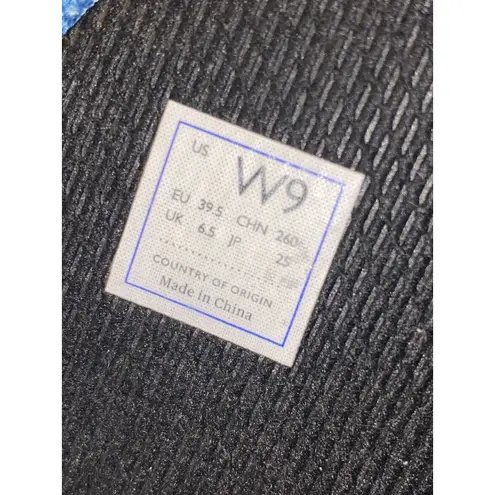 US W9
EU 39.5 CHN 260
UK 6.5 JP 25
COUNTRY OF ORIGIN
Made in China